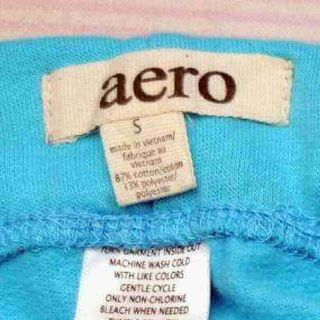 aero
S
made in vietnam/
fabrique au
vietnam
87% cotton/coton
13% polyester/
polyester
TURN GARMENT INSIDE OUT
MACHINE WASH COLD
WITH LIKE COLORS
GENTLE CYCLE
ONLY NON-CHLORINE
BLEACH WHEN NEEDED